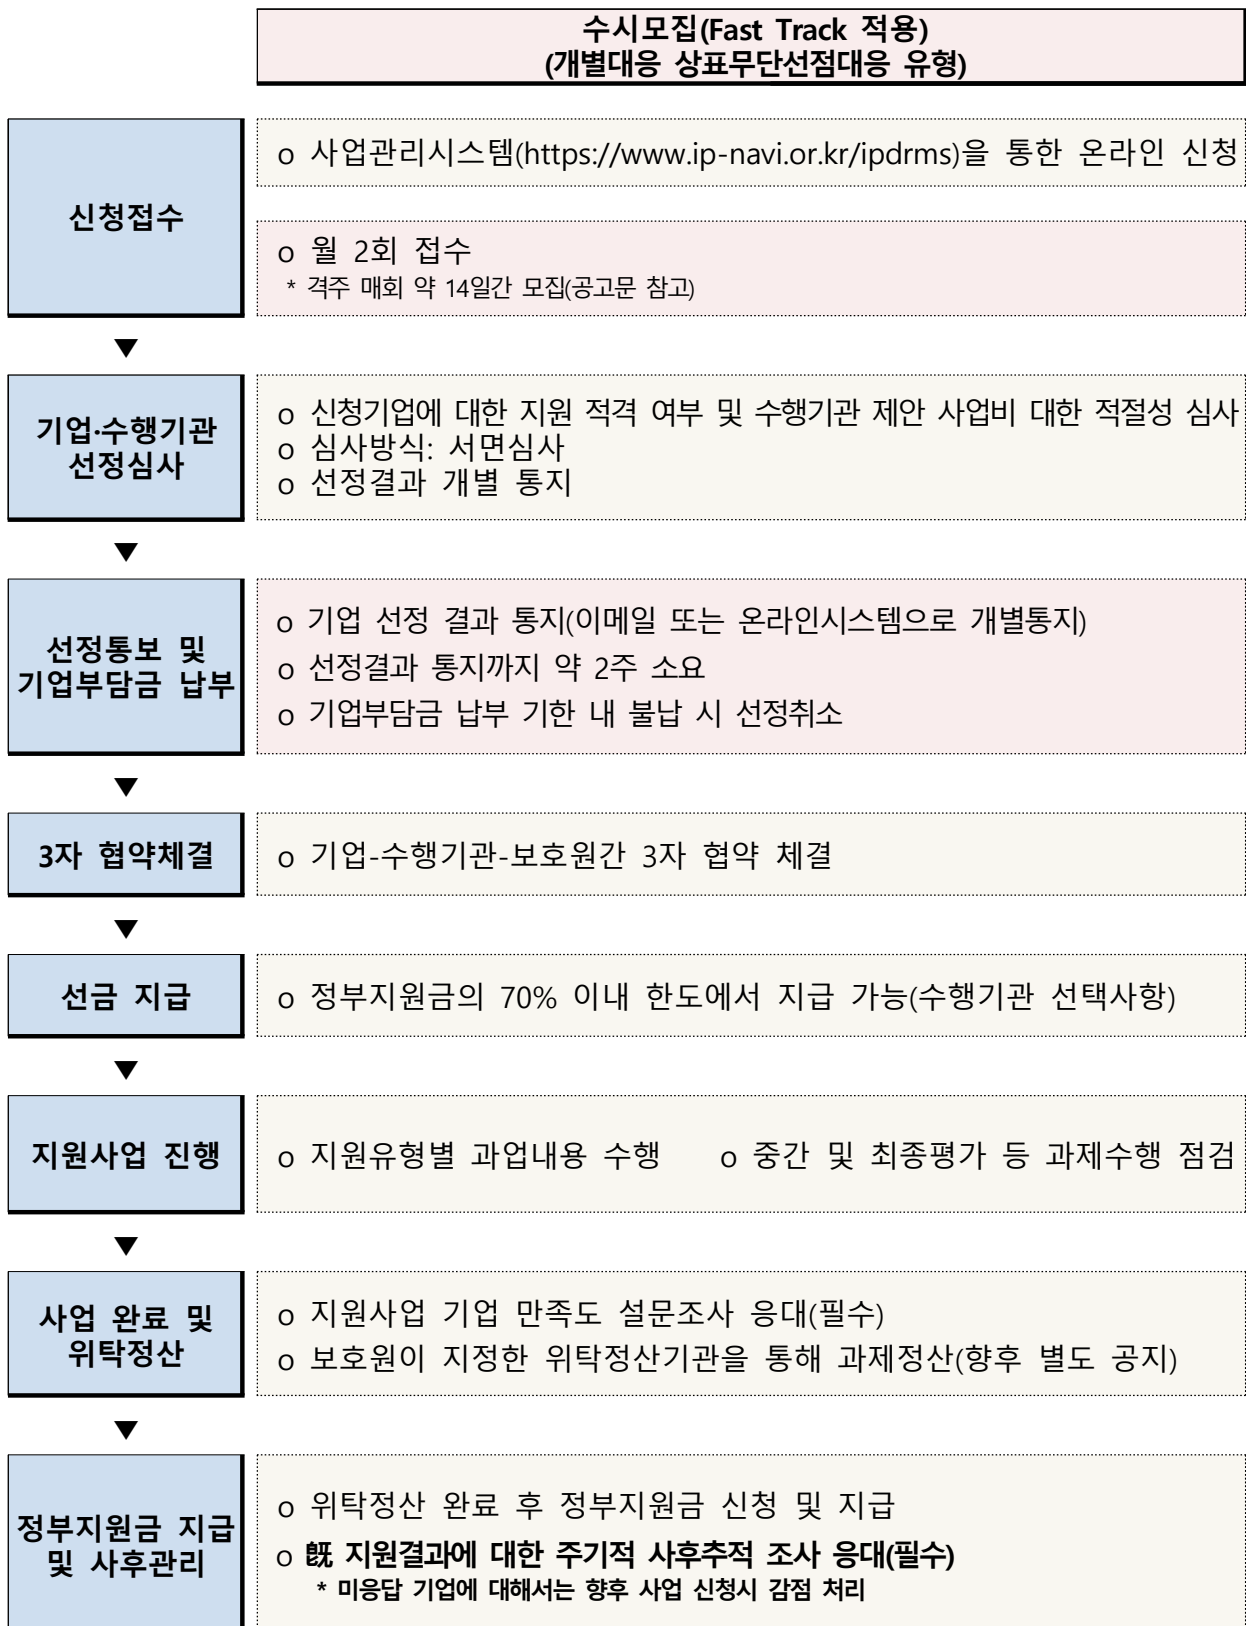 수시모집(Fast Track 적용)
(개별대응 상표무단선점대응 유형)
신청접수
o 사업관리시스템(https://www.ip-navi.or.kr/ipdrms)을 통한 온라인 신청
o 월 2회 접수
* 격주 매회 약 14일간 모집(공고문 참고)
▼
기업·수행기관
선정심사
o 신청기업에 대한 지원 적격 여부 및 수행기관 제안 사업비 대한 적절성 심사
o 심사방식: 서면심사
o 선정결과 개별 통지
▼
선정통보 및
기업부담금 납부
o 기업 선정 결과 통지(이메일 또는 온라인시스템으로 개별통지)
o 선정결과 통지까지 약 2주 소요
o 기업부담금 납부 기한 내 불납 시 선정취소
▼
3자 협약체결
o 기업-수행기관-보호원간 3자 협약 체결
▼
선금 지급
o 정부지원금의 70% 이내 한도에서 지급 가능(수행기관 선택사항)
▼
지원사업 진행
o 지원유형별 과업내용 수행 o 중간 및 최종평가 등 과제수행 점검
▼
사업 완료 및
위탁정산
o 지원사업 기업 만족도 설문조사 응대(필수)
o 보호원이 지정한 위탁정산기관을 통해 과제정산(향후 별도 공지)
▼
정부지원금 지급
및 사후관리
o 위탁정산 완료 후 정부지원금 신청 및 지급
o 旣 지원결과에 대한 주기적 사후추적 조사 응대(필수)
* 미응답 기업에 대해서는 향후 사업 신청시 감점 처리